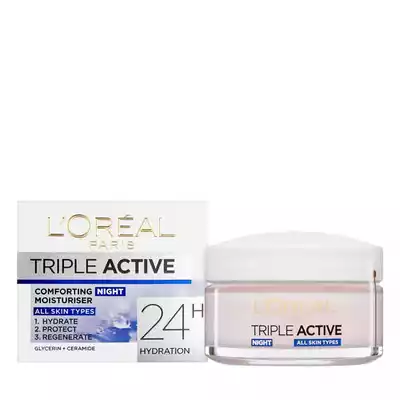 L'ORÉAL
PARIS
TRIPLE ACTIVE
COMFORTING NIGHT
MOISTURISER
ALL SKIN TYPES
1. HYDRATE
2. PROTECT
3. REGENERATE
GLYCERIN + CERAMIDE
24H
HYDRATION
L'ORÉAL
TRIPLE ACTIVE
NIGHT ALL SKIN TYPES